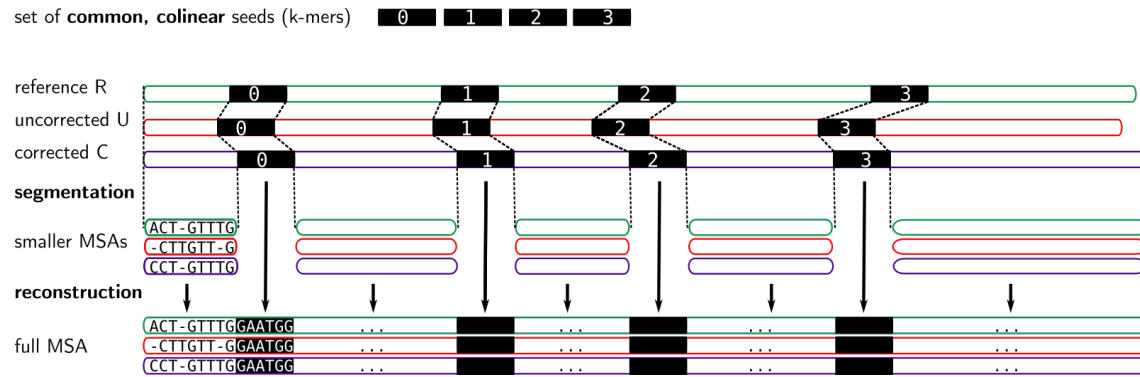 set of common, colinear seeds (k-mers) 0 1 2 3
reference R 0 1 2 3
uncorrected U 0 1 2 3
corrected C 0 1 2 3
segmentation
ACT-GTTTG
smaller MSAs -CTTGTT-G
CCT-GTTTG
reconstruction
ACT-GTTTGGAATGG ... ... ... ...
full MSA -CTTGTT-GGAATGG ... ... ... ...
CCT-GTTTGGAATGG ... ... ... ...